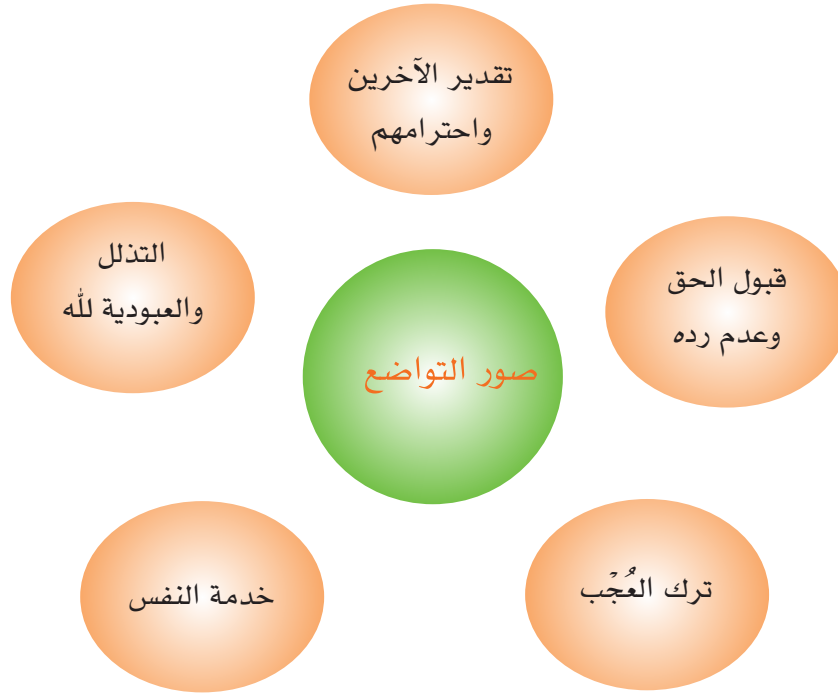 تقدير الآخرين
واحترامهم
قبول الحق
وعدم رده
التذلل
والعبودية لله
صور التواضع
ترك العُجْب
خدمة النفس